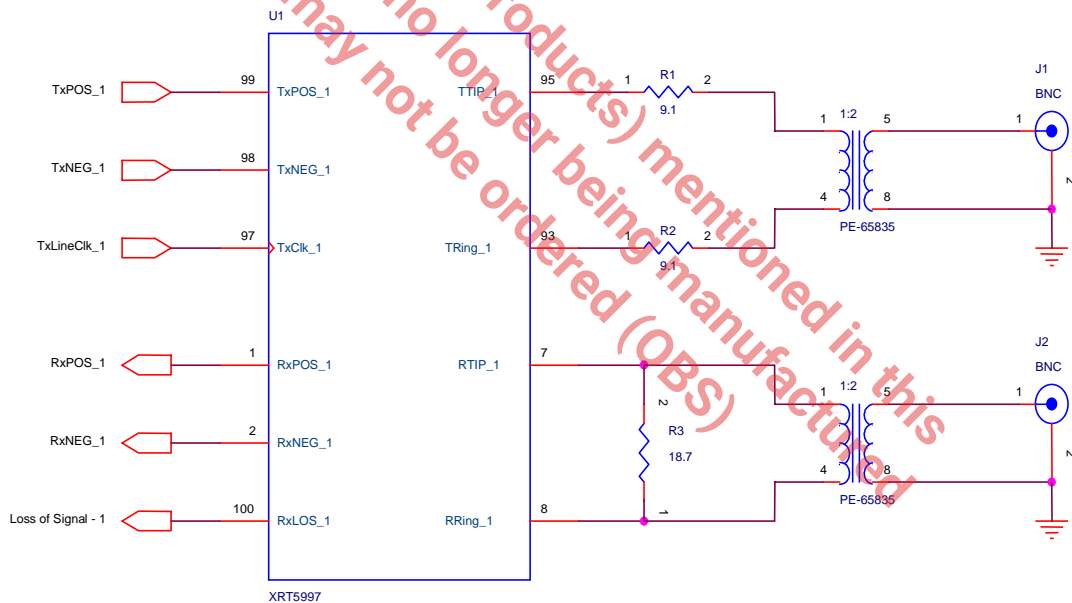 U1
TxPOS_1
99
TxPOS_1
TTIP_1
95
1
R1
2
9.1
J1
BNC
1
2
1:2
1
5
4
8
PE-65835
TxNEG_1
98
TxNEG_1
TxLineClk_1
97
TxClk_1
TRing_1
93
1
R2
2
9.1
RxPOS_1
1
RxPOS_1
RTIP_1
7
J2
BNC
1
2
1:2
1
5
4
8
PE-65835
2
R3
18.7
1
RxNEG_1
2
RxNEG_1
Loss of Signal - 1
100
RxLOS_1
RRing_1
8
XRT5997
roducts) mentioned in this
no longer being manufactured
may not be ordered (OBS)